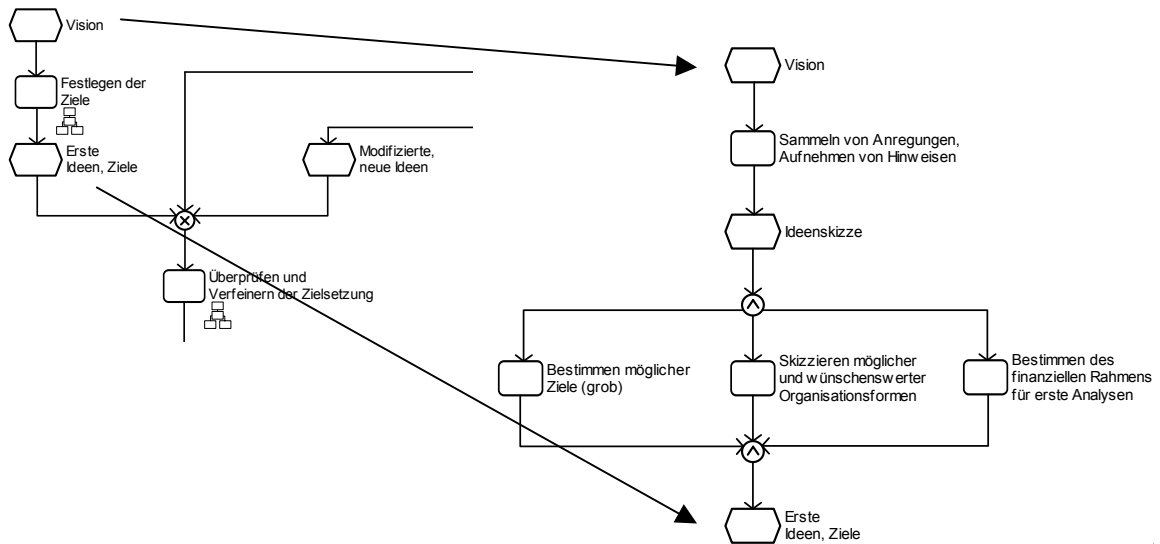 Vision
Festlegen der
Ziele
Erste
Ideen, Ziele
Modifizierte,
neue Ideen
Überprüfen und
Verfeinern der Zielsetzung
Vision
Sammeln von Anregungen,
Aufnehmen von Hinweisen
Ideenskizze
Bestimmen möglicher
Ziele (grob)
Skizzieren möglicher
und wünschenswerter
Organisationsformen
Bestimmen des
finanziellen Rahmens
für erste Analysen
Erste
Ideen, Ziele